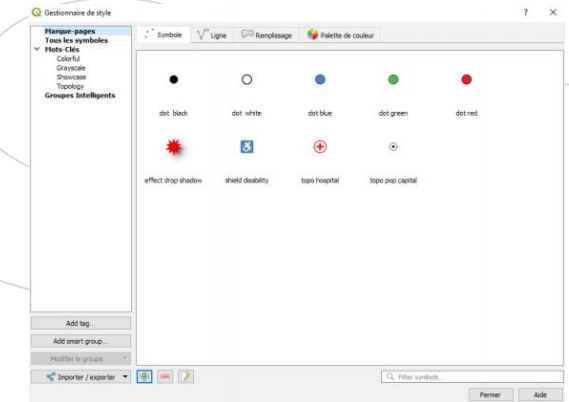 Gestionnaire de style
? ×
Marque-pages
Tous les symboles
Mots-Clés
Colorful
Grayscale
Showcase
Topology
Groupes Intelligents
Symbole Ligne Remplissage Palette de couleur
dot black dot white dot blue dot green dot red
effect drop shadow shield disability topo hospital topo pop capital
Add tag...
Add smart group...
Modifier le groupe
Importer / exporter
Filter symbols...
Fermer Aide